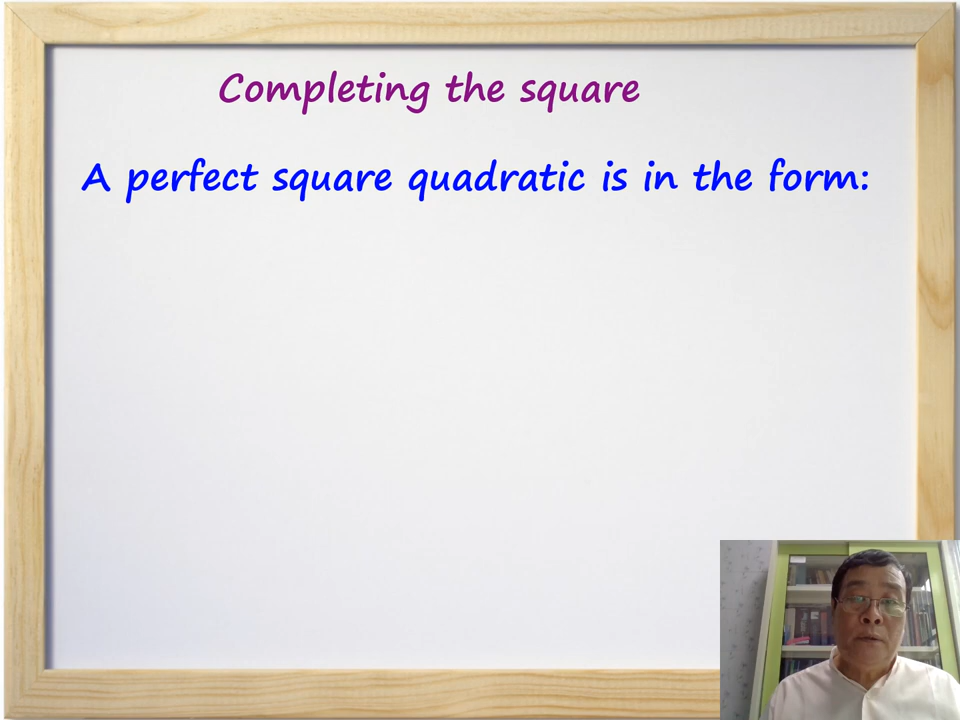 Completing the square
A perfect square quadratic is in the form: